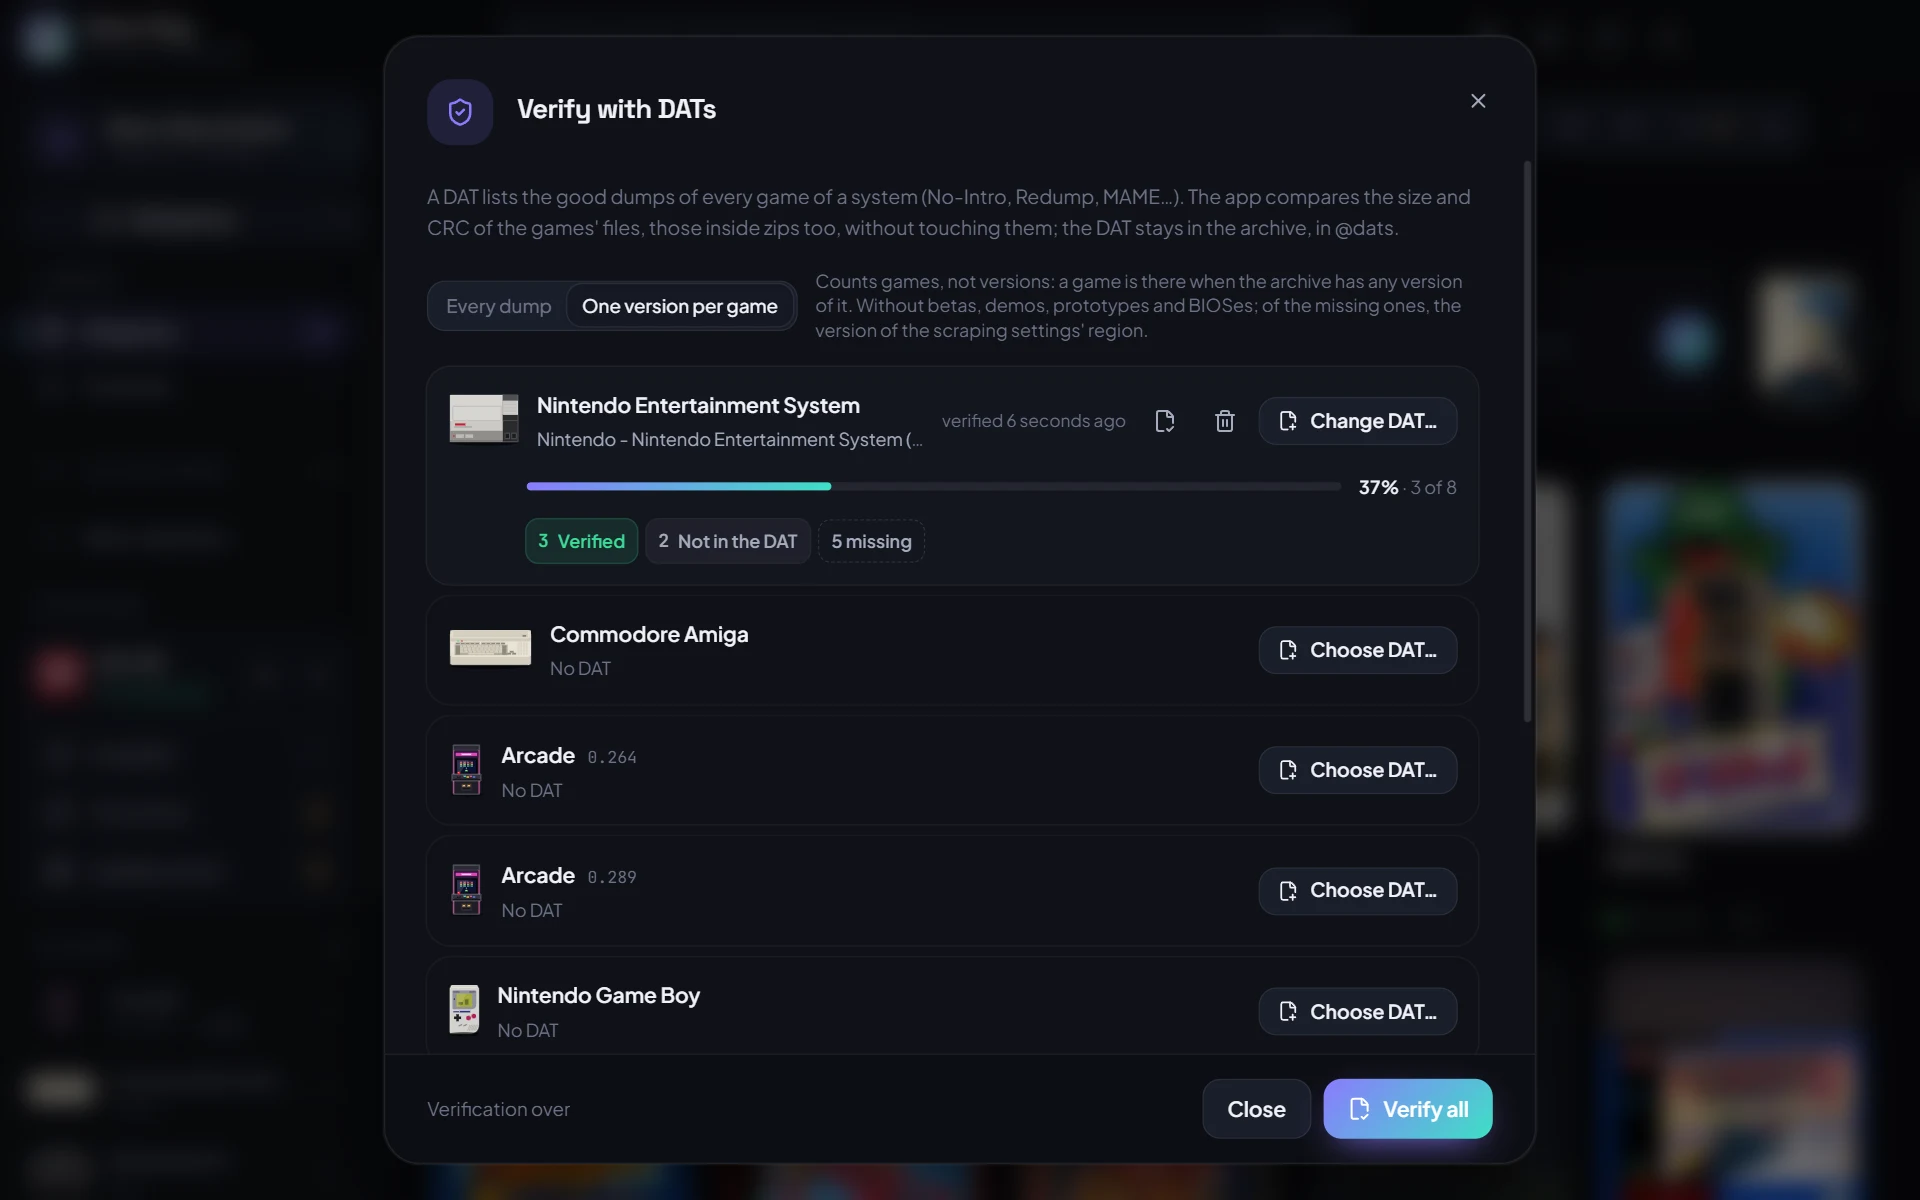 Verify with DATs
A DAT lists the good dumps of every game of a system (No-Intro, Redump, MAME…). The app compares the size and
CRC of the games' files, those inside zips too, without touching them; the DAT stays in the archive, in @dats.
Every dump
One version per game
Counts games, not versions: a game is there when the archive has any version
of it. Without betas, demos, prototypes and BIOSes; of the missing ones, the
version of the scraping settings' region.
Nintendo Entertainment System
Nintendo - Nintendo Entertainment System (…
verified 6 seconds ago
Change DAT…
37% · 3 of 8
3 Verified
2 Not in the DAT
5 missing
Commodore Amiga
No DAT
Choose DAT…
Arcade 0.264
No DAT
Choose DAT…
Arcade 0.289
No DAT
Choose DAT…
Nintendo Game Boy
No DAT
Choose DAT…
Verification over
Close
Verify all